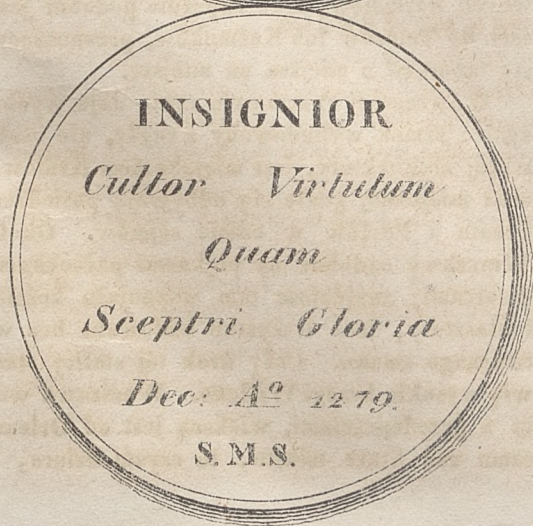 INSIGNIOR
Cultor Virtutum
Quam
Sceptri Gloria
Dec: Aº 1279.
S.M.S.